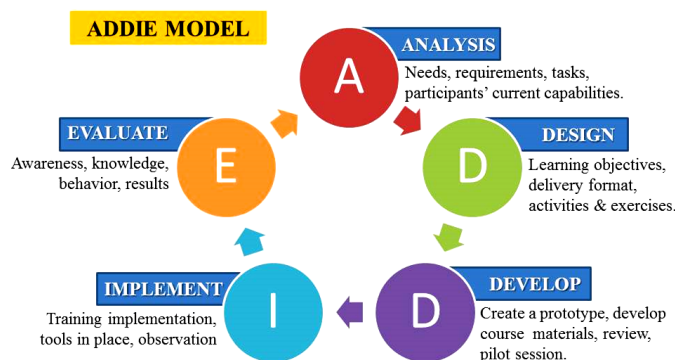 ADDIE MODEL
A
ANALYSIS
Needs, requirements, tasks,
participants’ current capabilities.
D
DESIGN
Learning objectives,
delivery format,
activities & exercises.
D
DEVELOP
Create a prototype, develop
course materials, review,
pilot session.
I
IMPLEMENT
Training implementation,
tools in place, observation
E
EVALUATE
Awareness, knowledge,
behavior, results